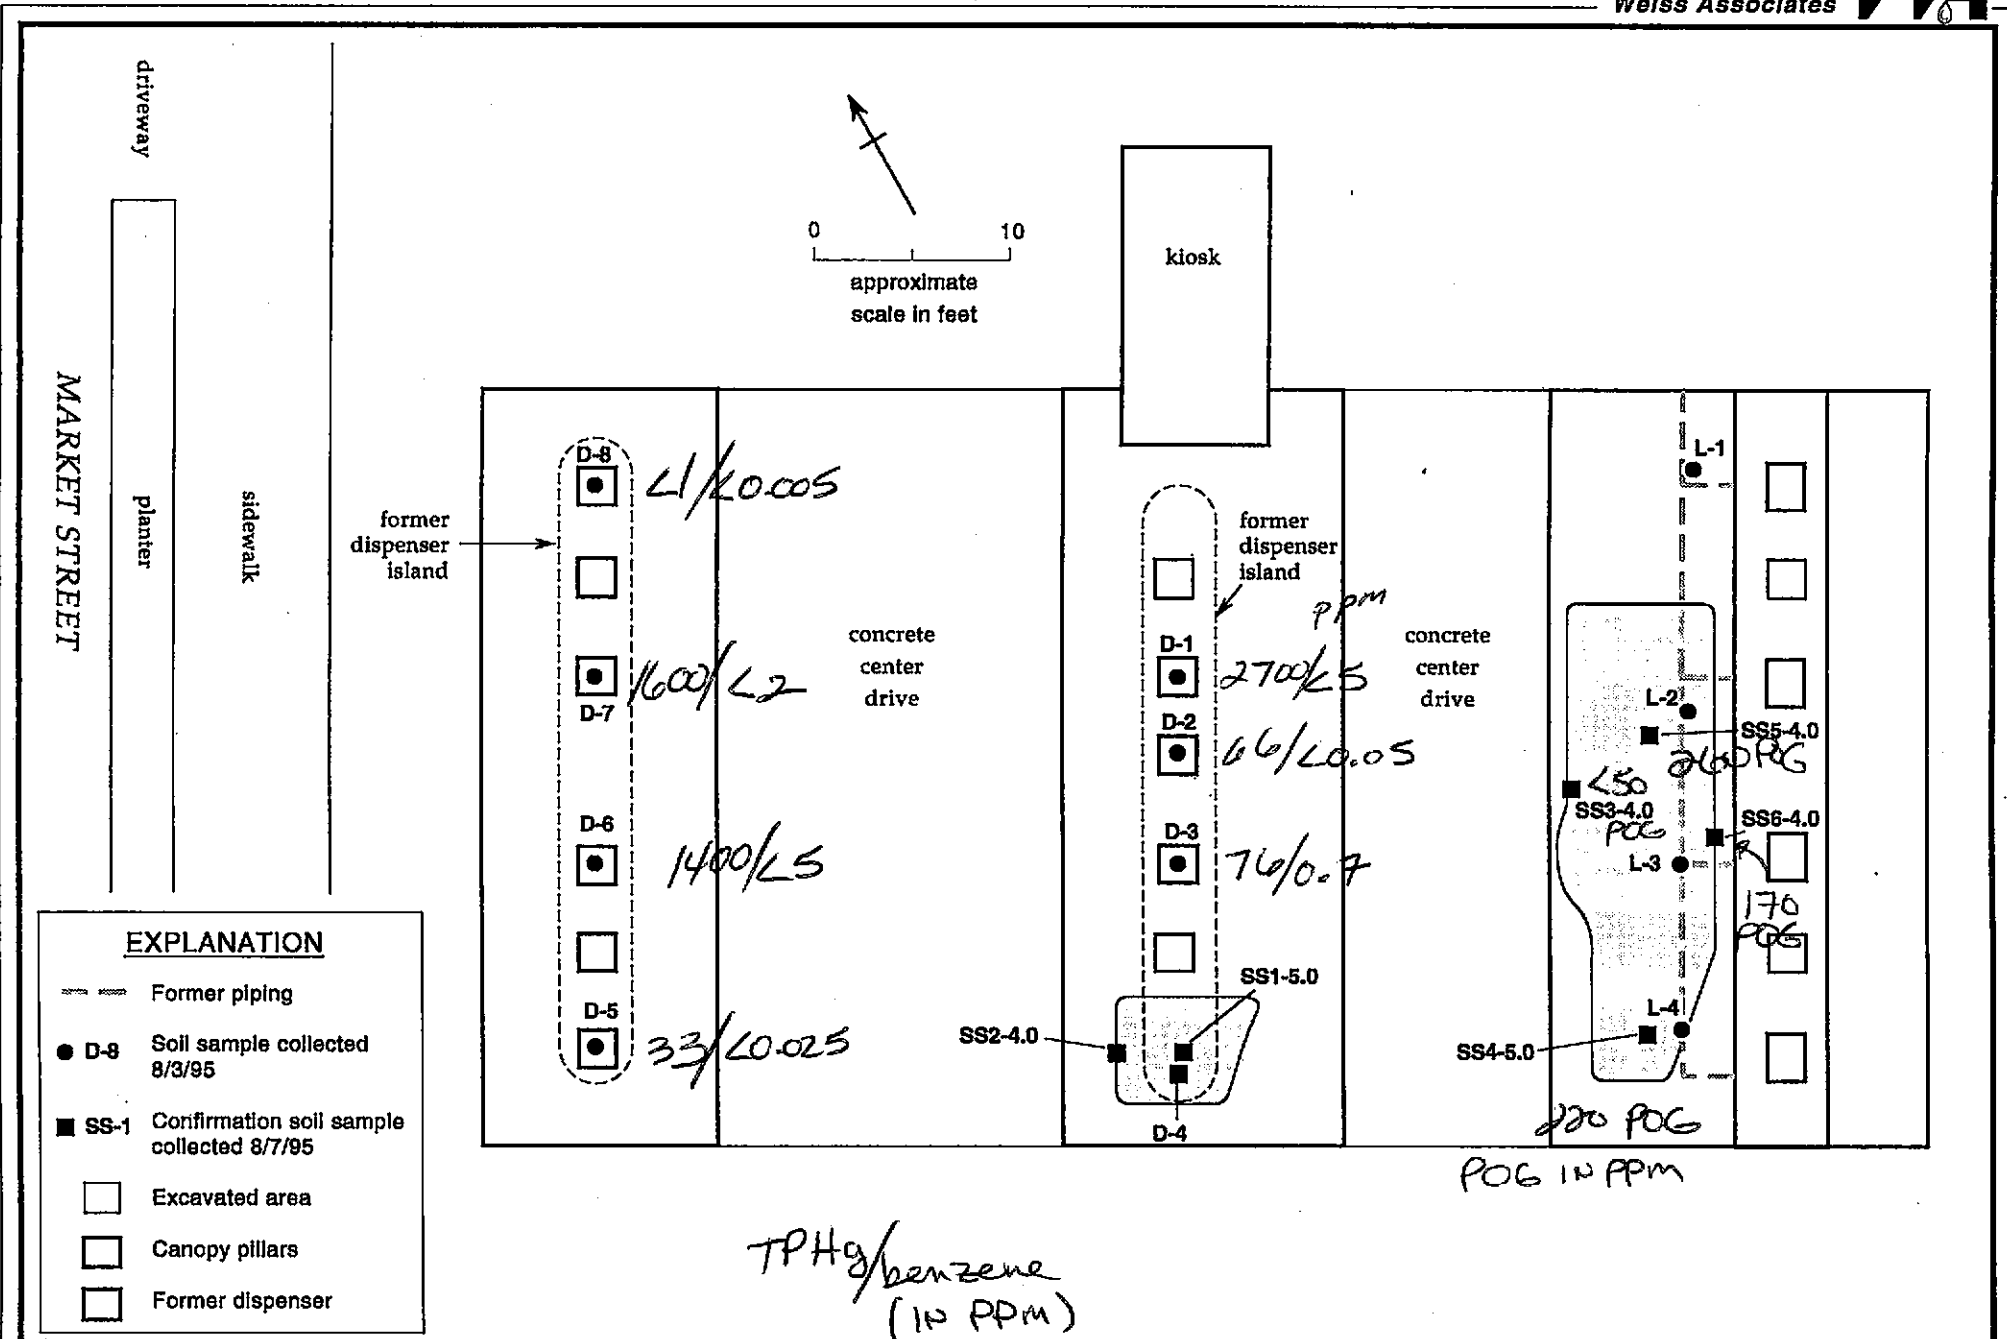 Weiss Associates
driveway
0 10
approximate
scale in feet
kiosk
MARKET STREET
planter
sidewalk
former
dispenser
island
D-8
<1/<0.005
D-7
1600/<2
D-6
1400/<5
D-5
33/<0.025
concrete
center
drive
former
dispenser
island
ppm
D-1
2700/<5
D-2
66/<0.05
D-3
76/0.7
SS1-5.0
SS2-4.0
D-4
concrete
center
drive
L-1
L-2
SS5-4.0
2600 POG
<50
SS3-4.0
POG
SS6-4.0
L-3
170
POG
L-4
SS4-5.0
220 POG
POG IN PPM
EXPLANATION
Former piping
D-8 Soil sample collected
8/3/95
SS-1 Confirmation soil sample
collected 8/7/95
Excavated area
Canopy pillars
Former dispenser
TPHg/benzene
(IN PPM)